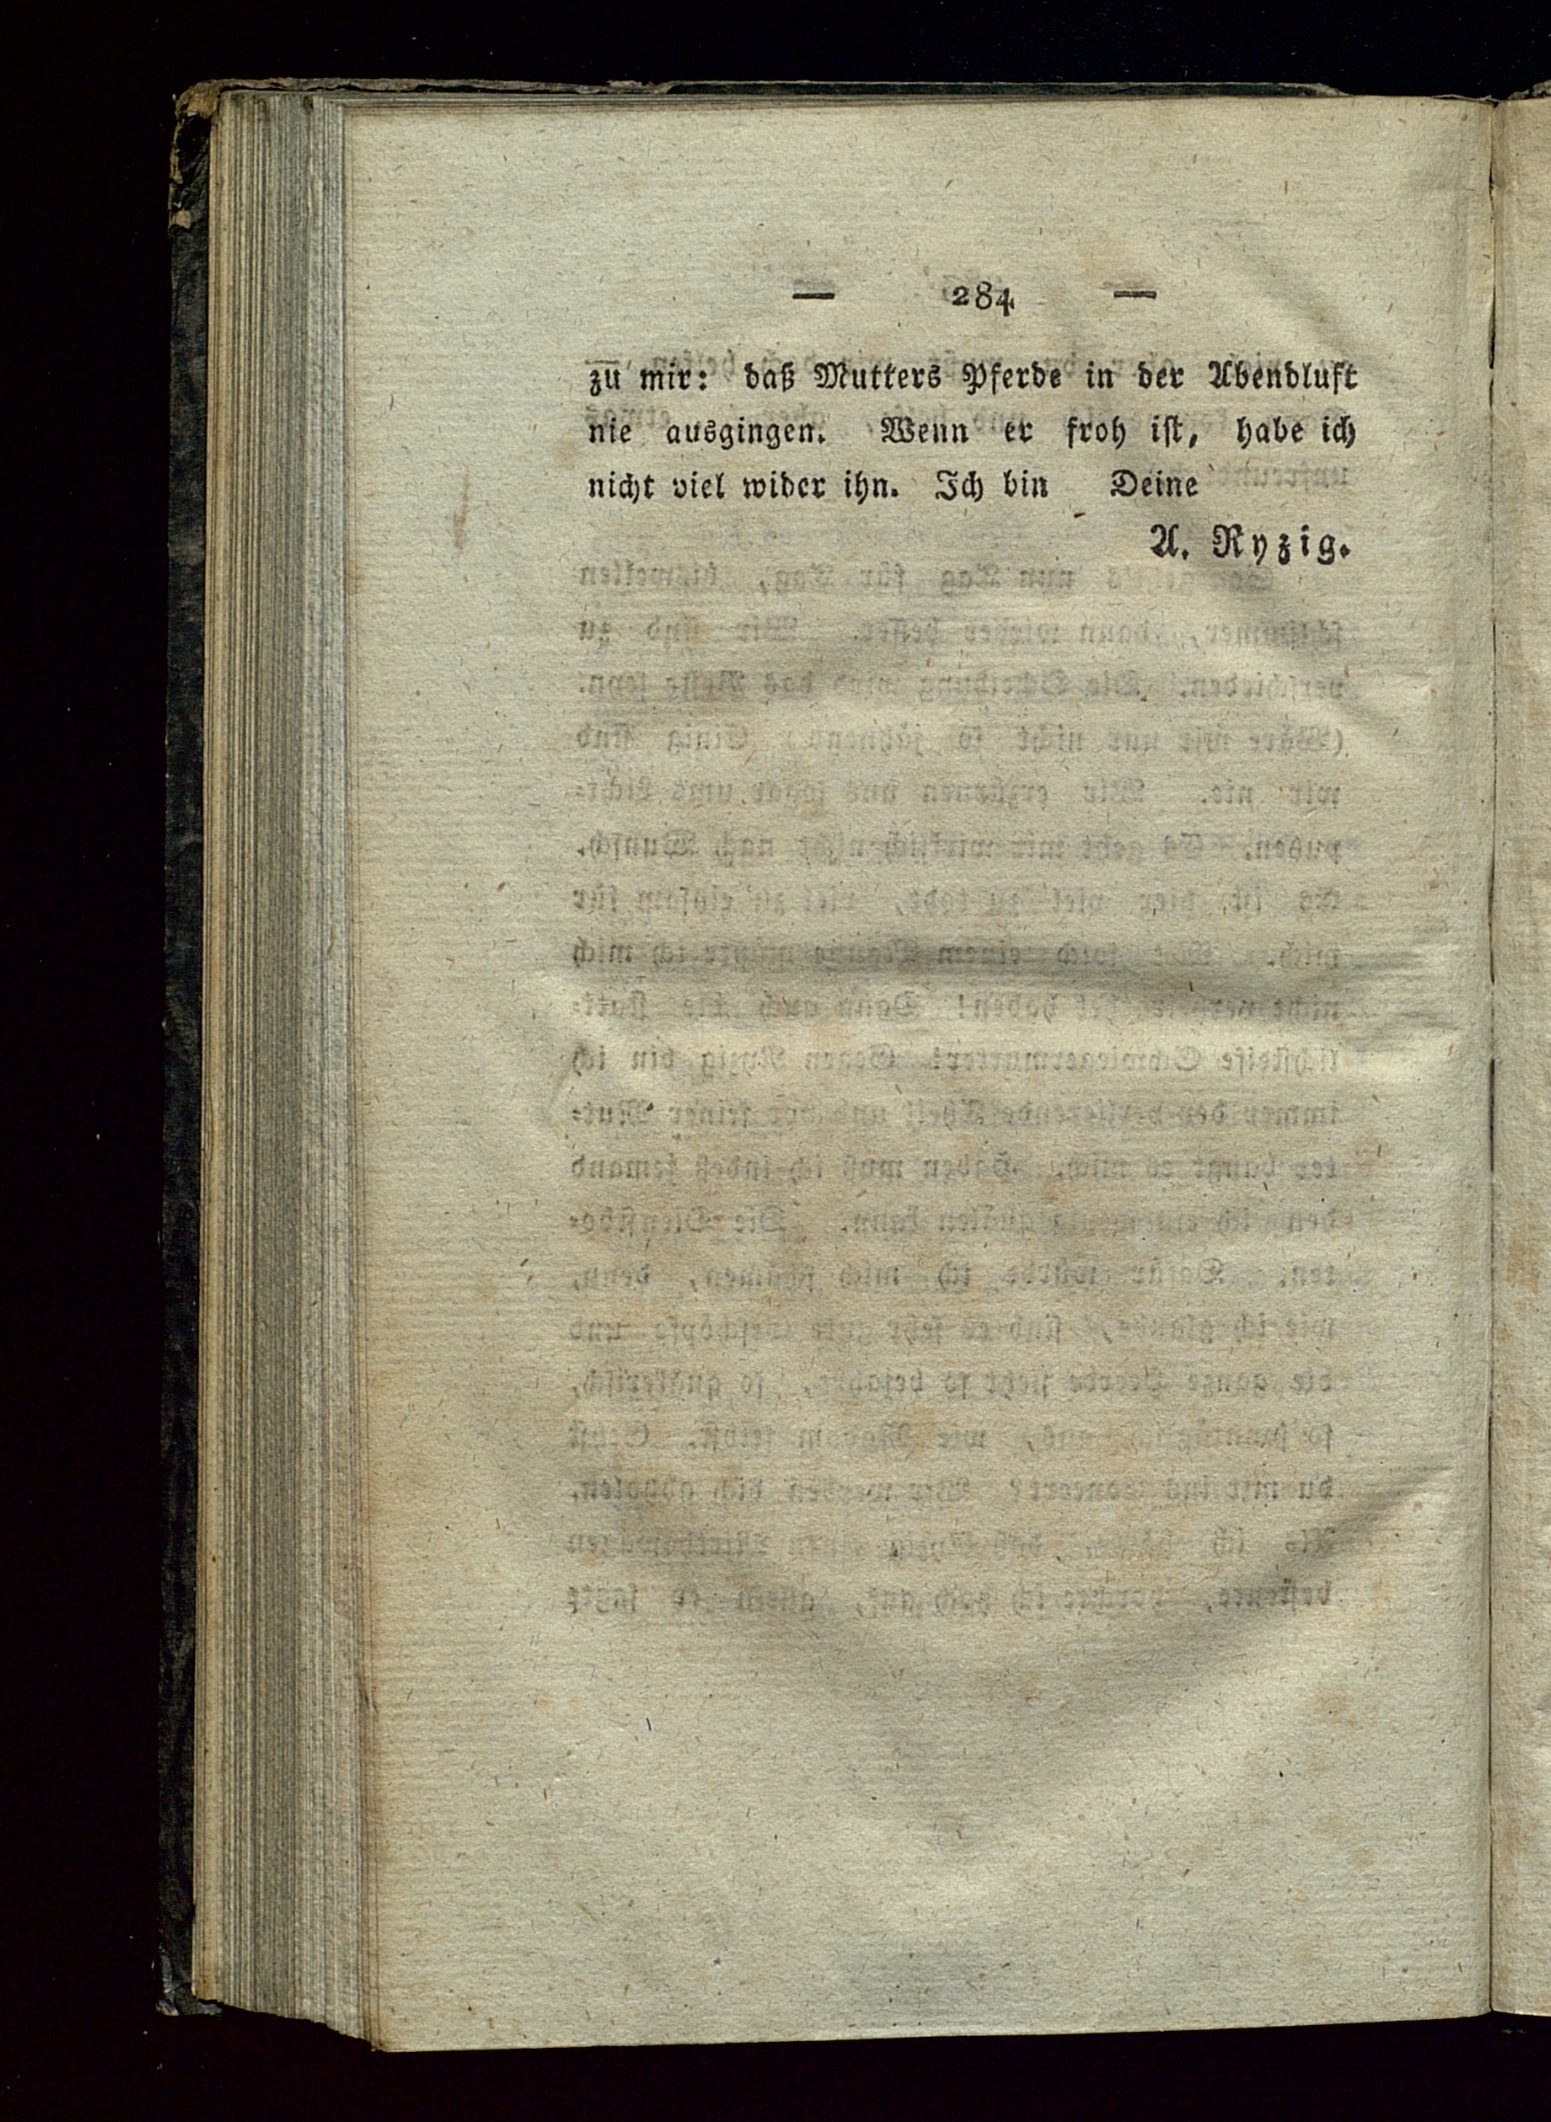 — 284 —
zu mir: daß Mutters Pferde in der Abendluft
nie ausgingen. Wenn er froh ist, habe ich
nicht viel wider ihn. Ich bin Deine
A. Ryzig.